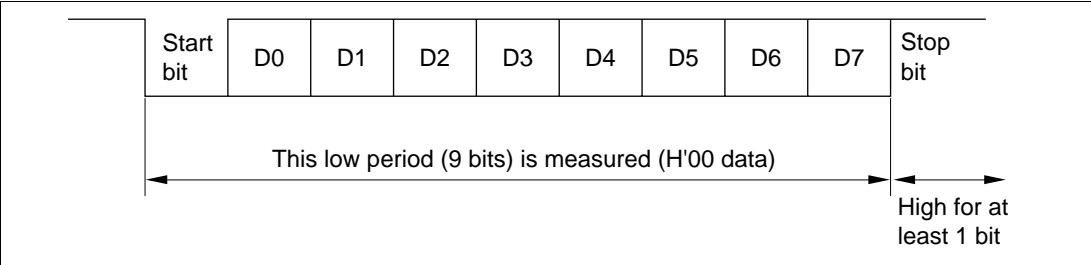 Start
bit
D0
D1
D2
D3
D4
D5
D6
D7
Stop
bit
This low period (9 bits) is measured (H'00 data)
High for at
least 1 bit